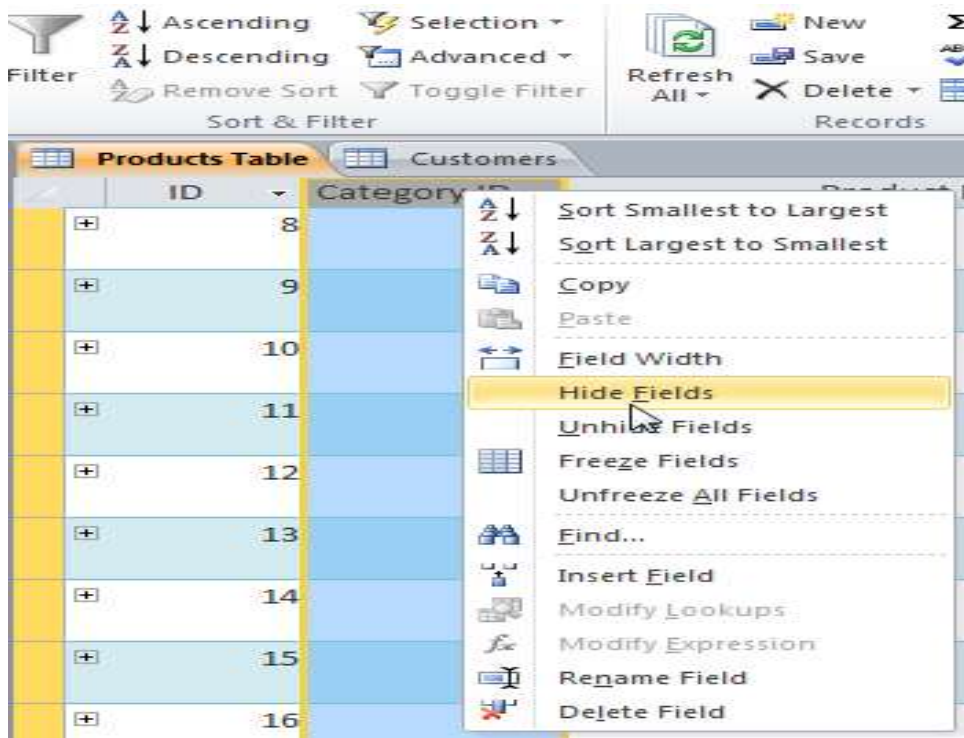 Ascending Selection New Σ
Descending Advanced Save
Filter Remove Sort Toggle Filter Refresh All Delete
Sort & Filter Records
Products Table Customers
ID Category ID Product
8
9
10
11
12
13
14
15
16
Sort Smallest to Largest
Sort Largest to Smallest
Copy
Paste
Field Width
Hide Fields
Unhide Fields
Freeze Fields
Unfreeze All Fields
Find...
Insert Field
Modify Lookups
Modify Expression
Rename Field
Delete Field